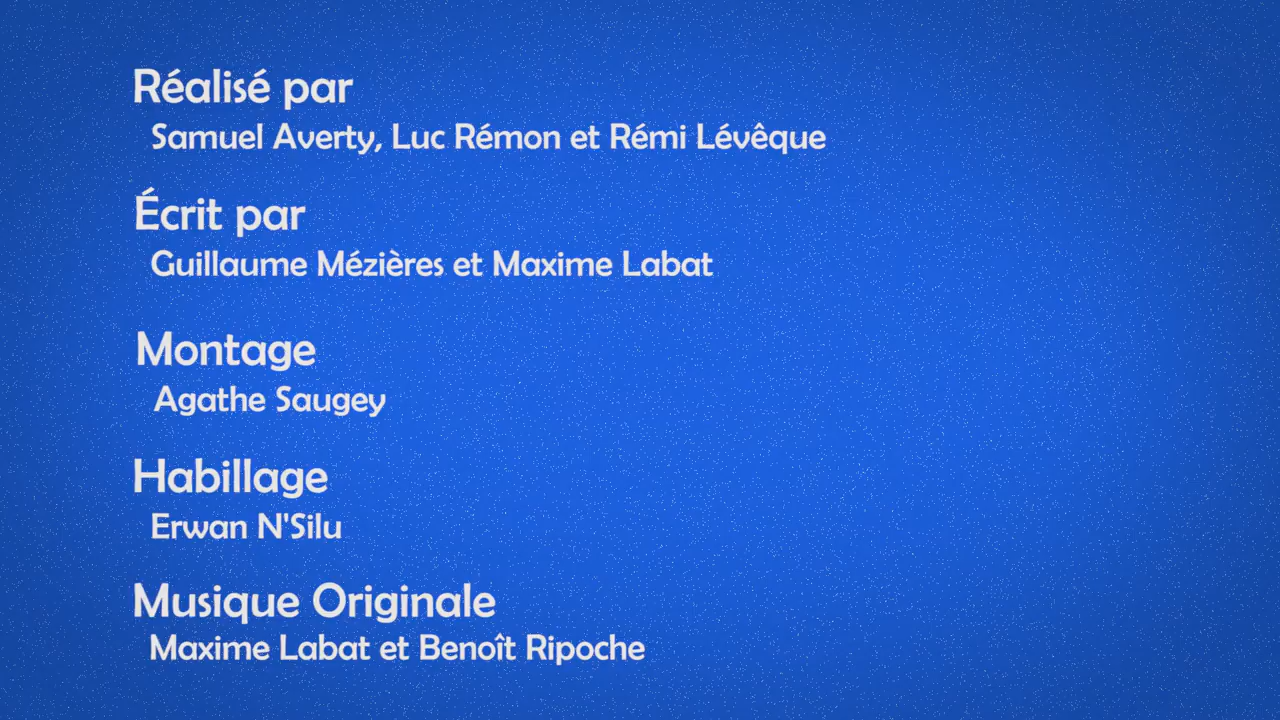 Réalisé par
Samuel Averty, Luc Rémon et Rémi Lévêque
Écrit par
Guillaume Mézières et Maxime Labat
Montage
Agathe Saugey
Habillage
Erwan N'Silu
Musique Originale
Maxime Labat et Benoît Ripoche